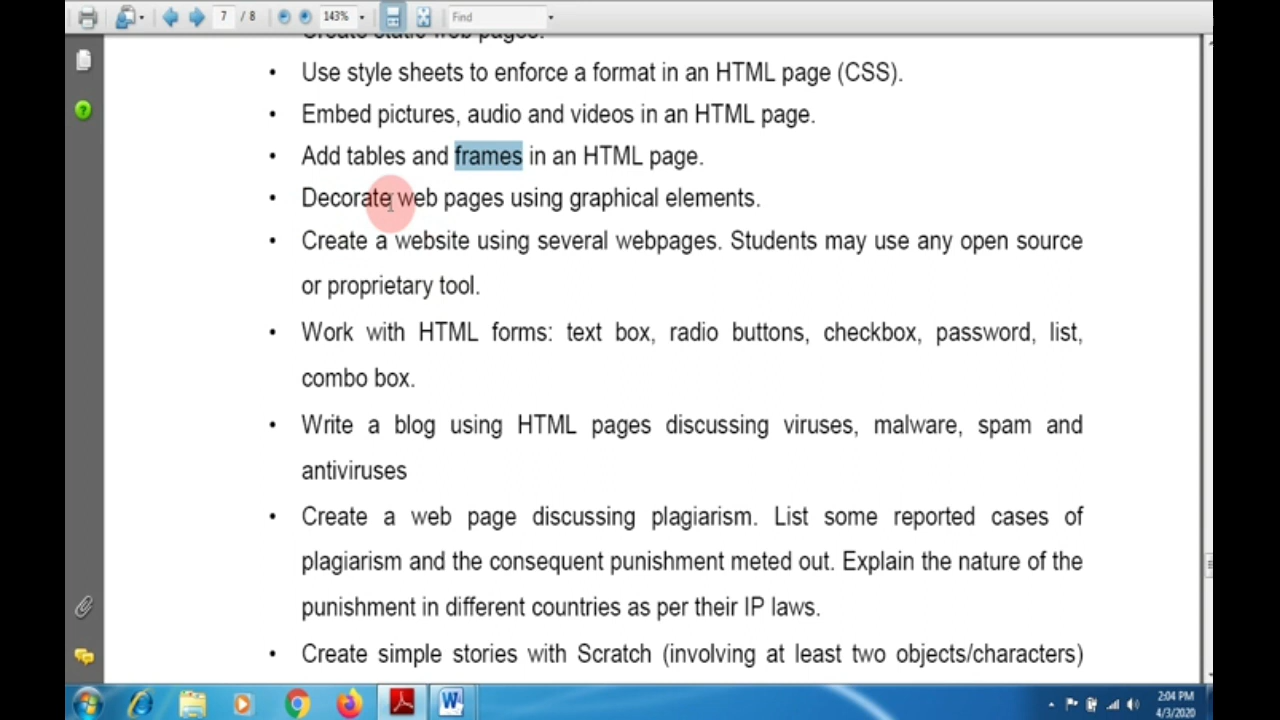 7 / 8
143%
Find
Create static web pages.
• Use style sheets to enforce a format in an HTML page (CSS).
• Embed pictures, audio and videos in an HTML page.
• Add tables and frames in an HTML page.
• Decorate web pages using graphical elements.
• Create a website using several webpages. Students may use any open source
or proprietary tool.
• Work with HTML forms: text box, radio buttons, checkbox, password, list,
combo box.
• Write a blog using HTML pages discussing viruses, malware, spam and
antiviruses
• Create a web page discussing plagiarism. List some reported cases of
plagiarism and the consequent punishment meted out. Explain the nature of the
punishment in different countries as per their IP laws.
• Create simple stories with Scratch (involving at least two objects/characters)
2:04 PM
4/3/2020